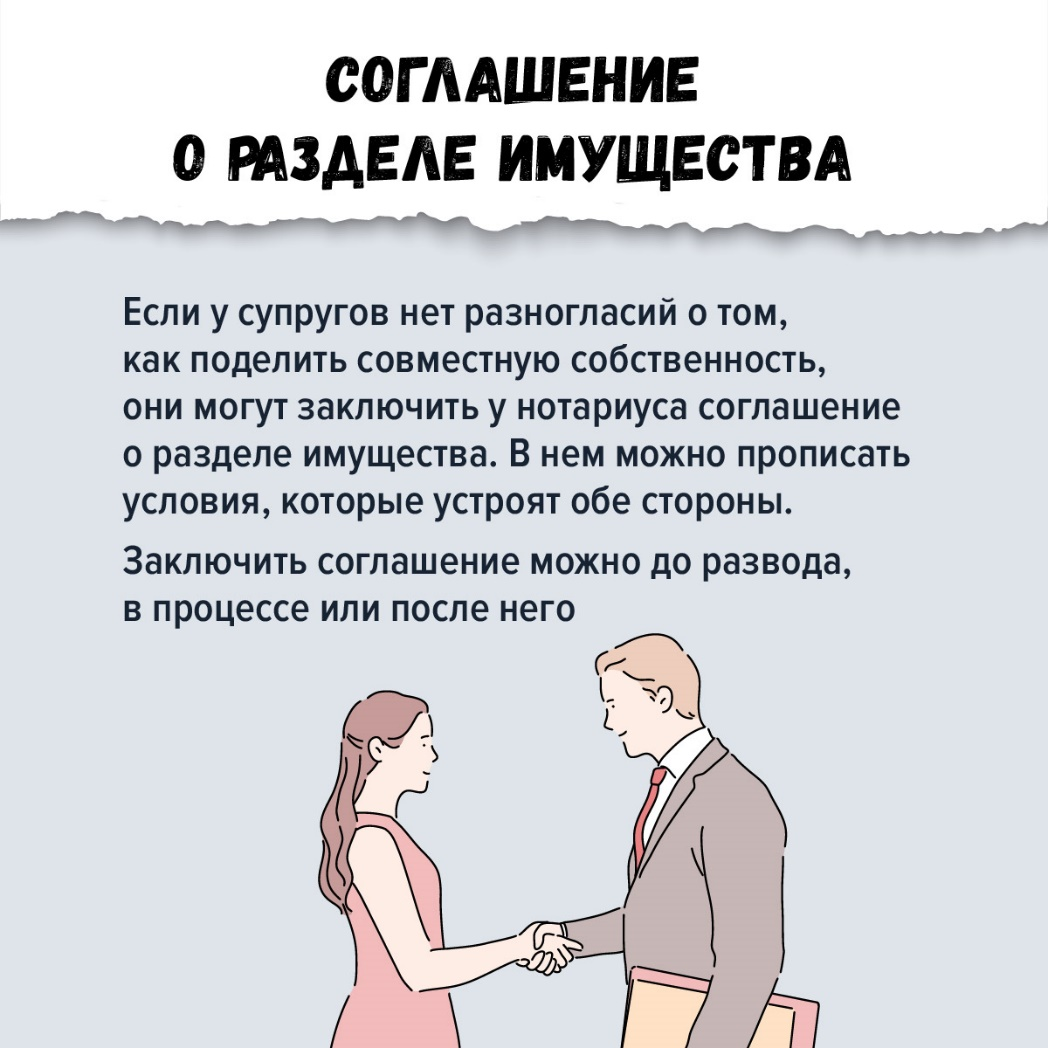 СОГЛАШЕНИЕ
О РАЗДЕЛЕ ИМУЩЕСТВА
Если у супругов нет разногласий о том,
как поделить совместную собственность,
они могут заключить у нотариуса соглашение
о разделе имущества. В нем можно прописать
условия, которые устроят обе стороны.
Заключить соглашение можно до развода,
в процессе или после него